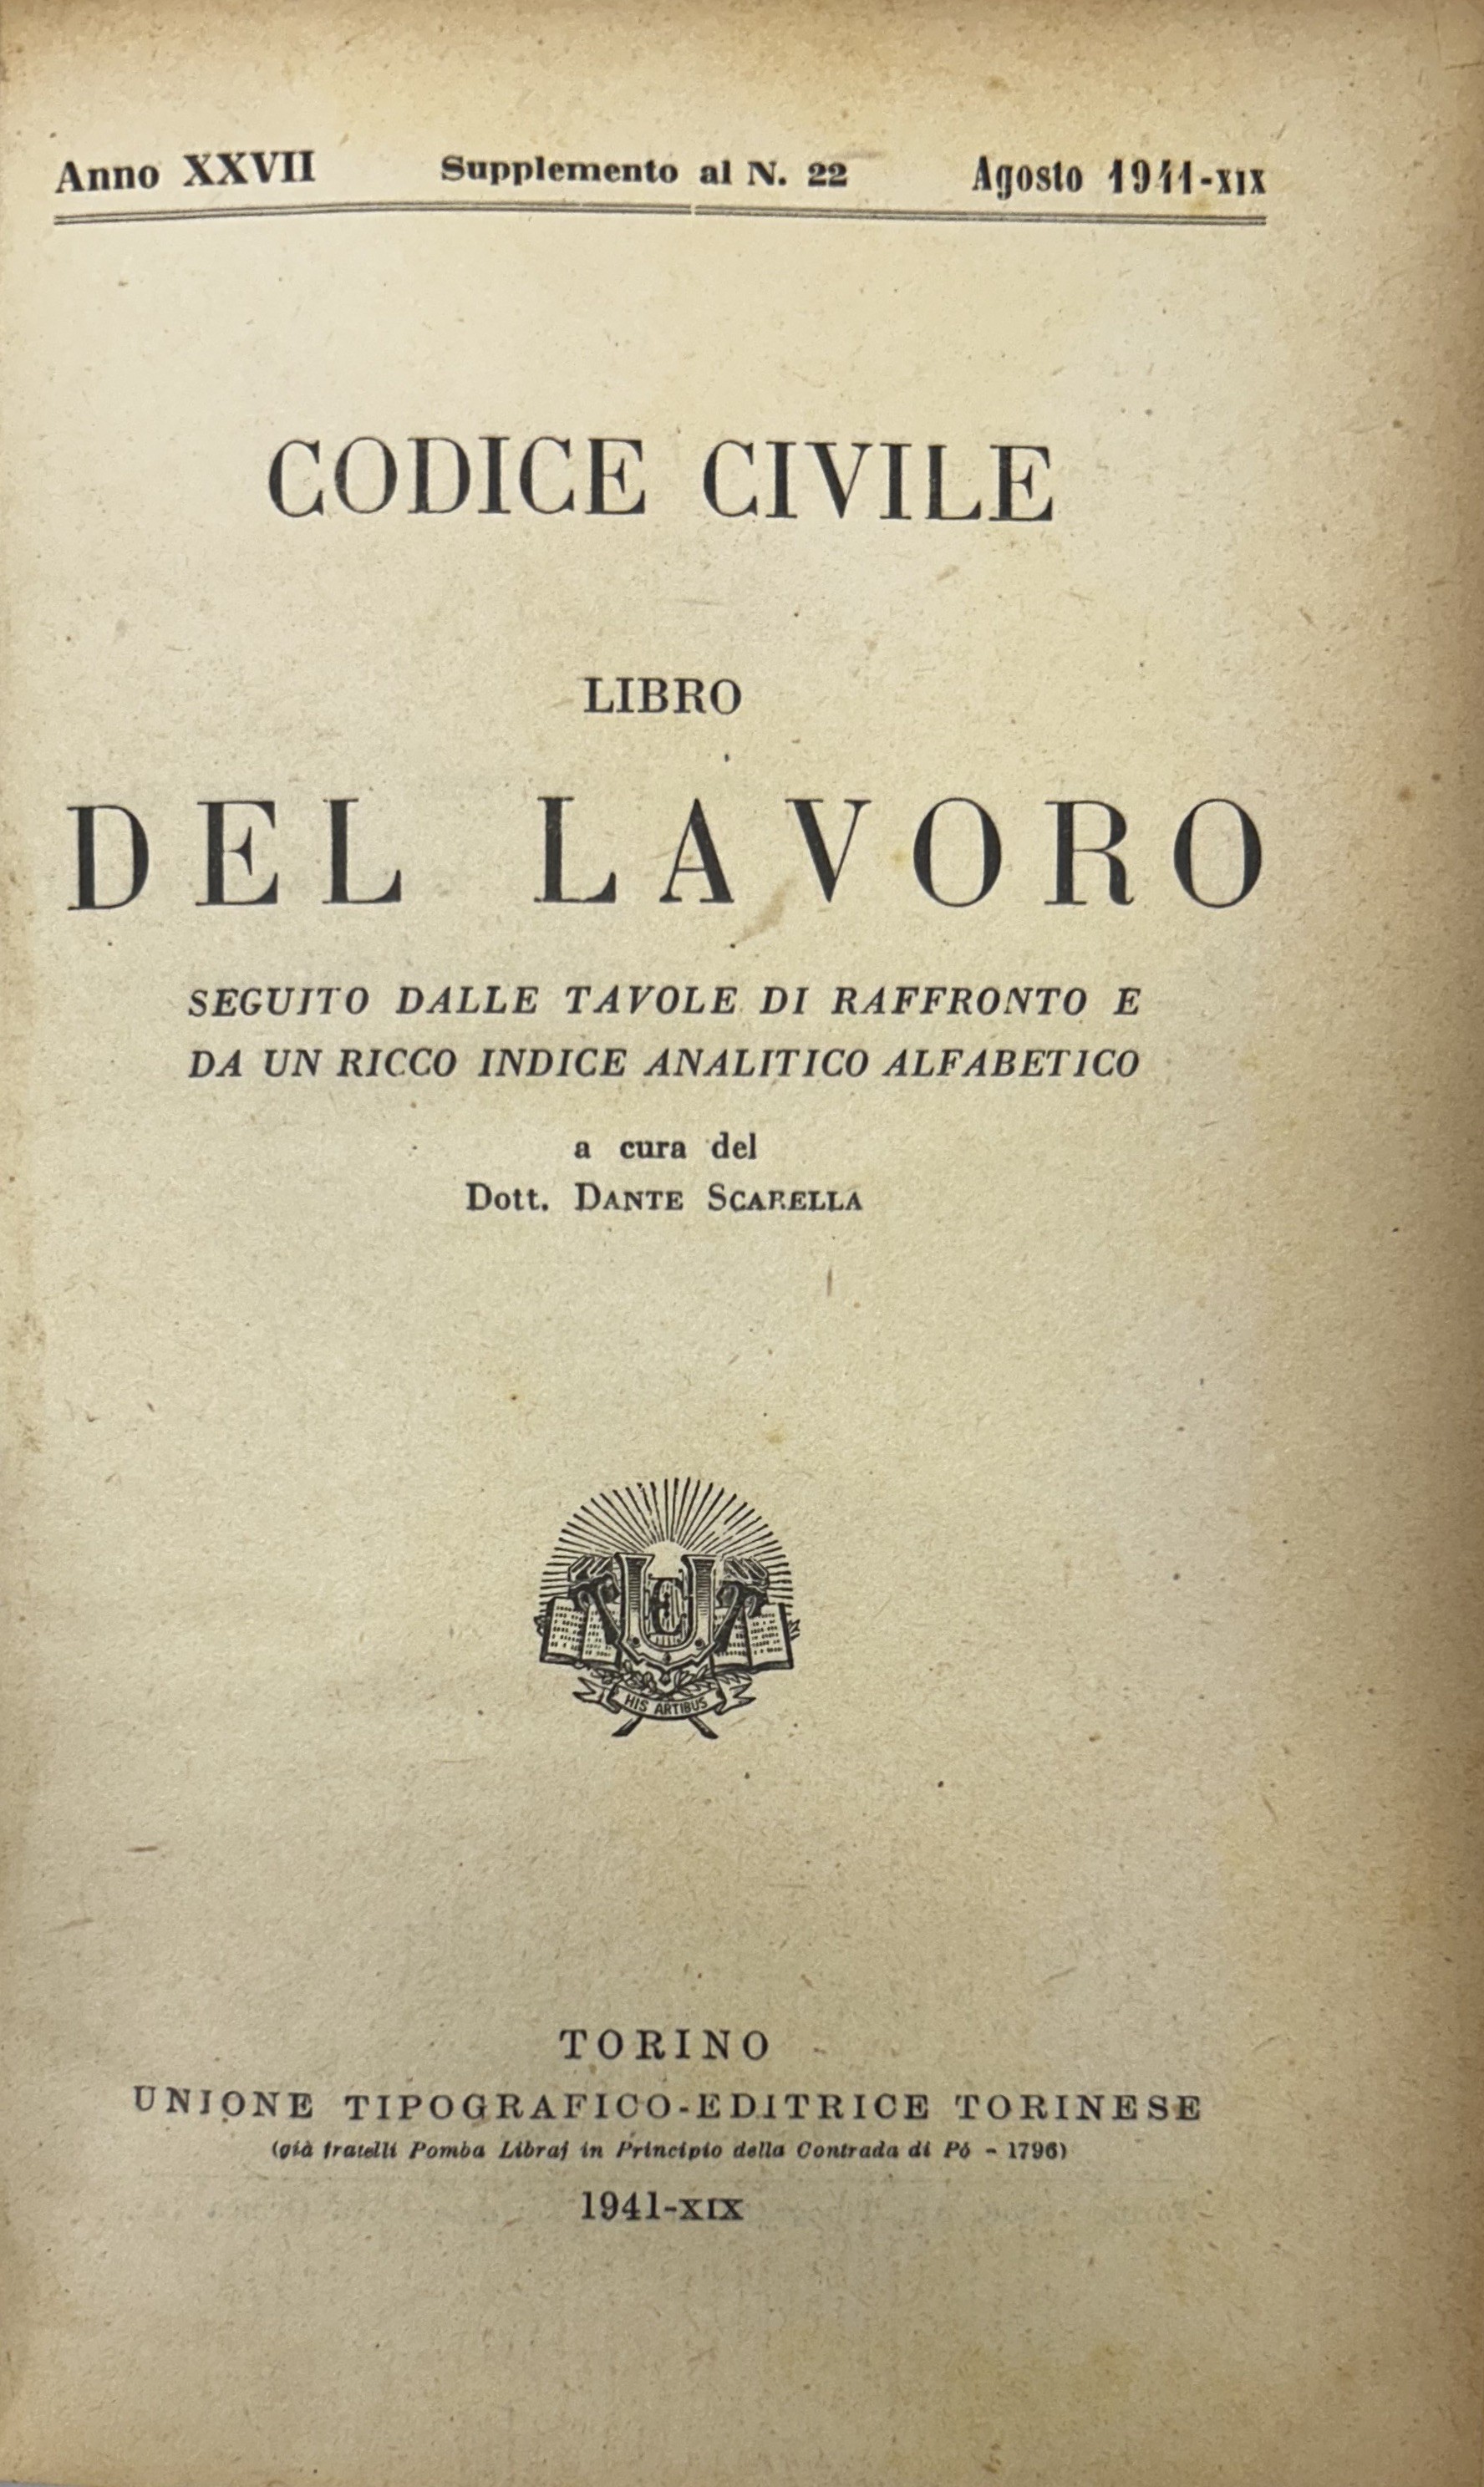 Anno XXVII Supplemento al N. 22 Agosto 1941-XIX
CODICE CIVILE
LIBRO
DEL LAVORO
SEGUITO DALLE TAVOLE DI RAFFRONTO E
DA UN RICCO INDICE ANALITICO ALFABETICO
a cura del
Dott. DANTE SCARELLA
UTE
HIS ARTIBUS
TORINO
UNIONE TIPOGRAFICO-EDITRICE TORINESE
(già fratelli Pomba Libraj in Principio della Contrada di Pò - 1796)
1941-XIX